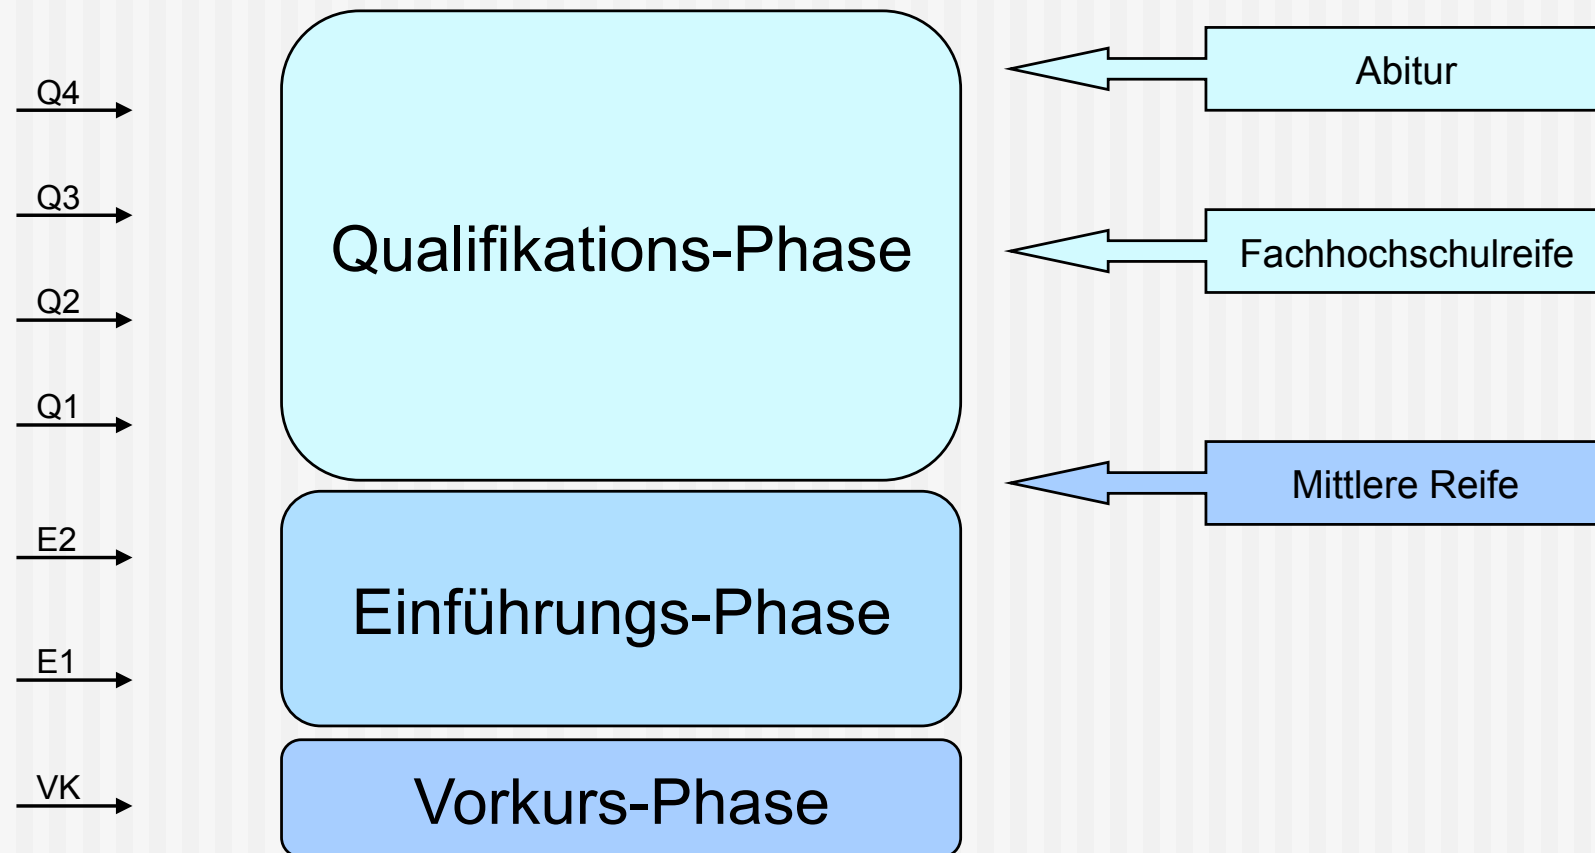 Q4
Q3
Q2
Q1
E2
E1
VK
Qualifikations-Phase
Einführungs-Phase
Vorkurs-Phase
Abitur
Fachhochschulreife
Mittlere Reife